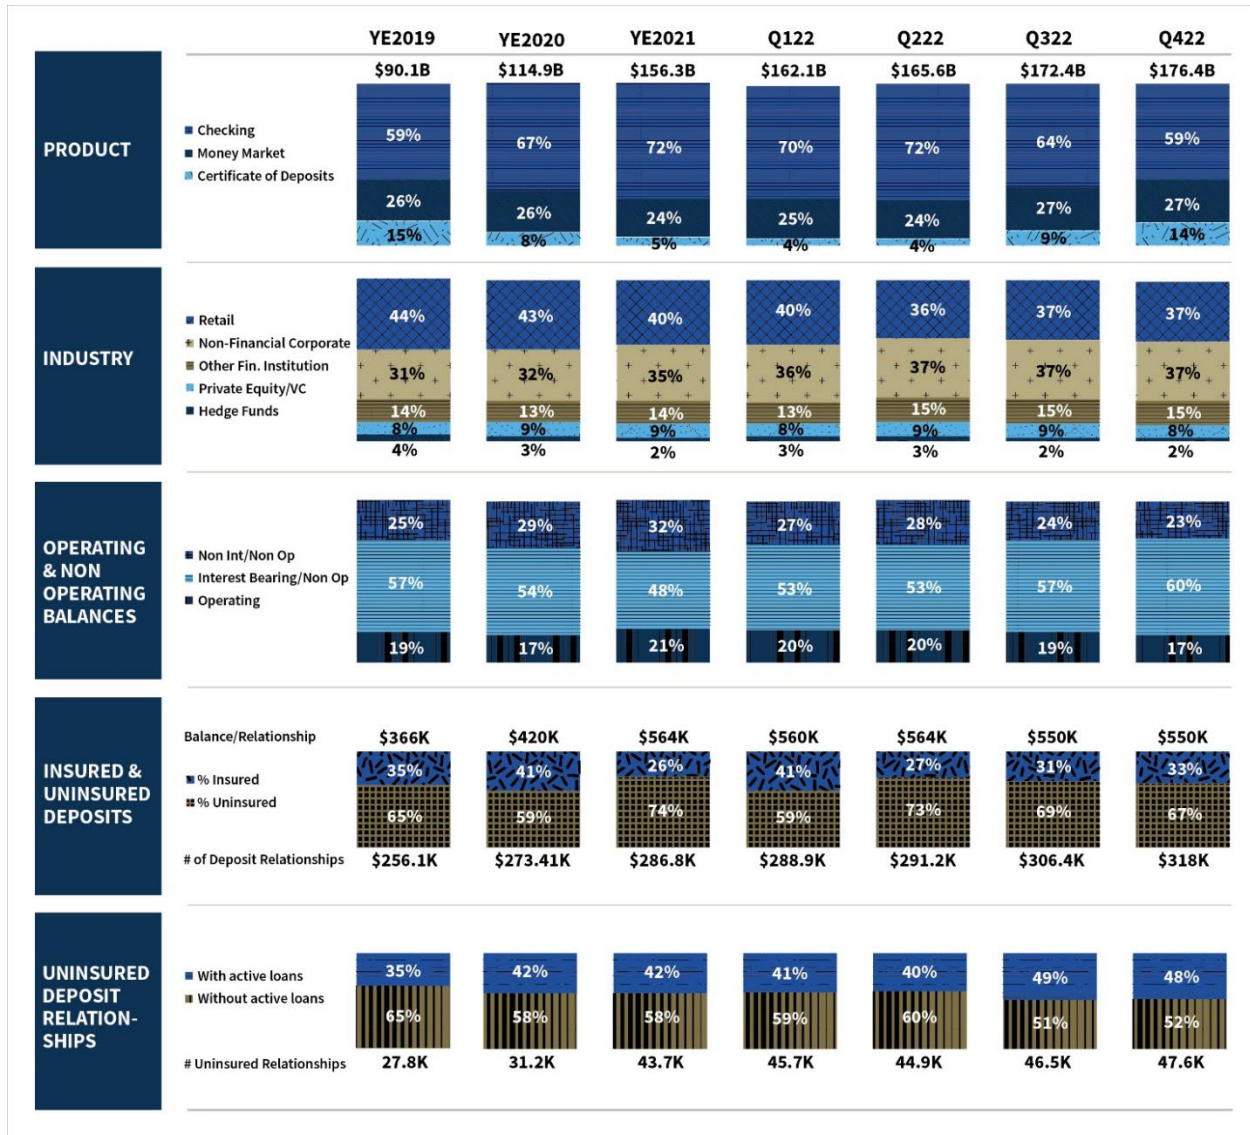 YE2019 YE2020 YE2021 Q122 Q222 Q322 Q422
$90.1B $114.9B $156.3B $162.1B $165.6B $172.4B $176.4B
PRODUCT
Checking
Money Market
Certificate of Deposits
59% 67% 72% 70% 72% 64% 59%
26% 26% 24% 25% 24% 27% 27%
15% 8% 5% 4% 4% 9% 14%
INDUSTRY
Retail
Non-Financial Corporate
Other Fin. Institution
Private Equity/VC
Hedge Funds
44% 43% 40% 40% 36% 37% 37%
31% 32% 35% 36% 37% 37% 37%
14% 13% 14% 13% 15% 15% 15%
8% 9% 9% 8% 9% 9% 8%
4% 3% 2% 3% 3% 2% 2%
OPERATING
& NON
OPERATING
BALANCES
Non Int/Non Op
Interest Bearing/Non Op
Operating
25% 29% 32% 27% 28% 24% 23%
57% 54% 48% 53% 53% 57% 60%
19% 17% 21% 20% 20% 19% 17%
INSURED &
UNINSURED
DEPOSITS
Balance/Relationship $366K $420K $564K $560K $564K $550K $550K
% Insured
% Uninsured
35% 41% 26% 41% 27% 31% 33%
65% 59% 74% 59% 73% 69% 67%
# of Deposit Relationships $256.1K $273.41K $286.8K $288.9K $291.2K $306.4K $318K
UNINSURED
DEPOSIT
RELATION-
SHIPS
With active loans
Without active loans
35% 42% 42% 41% 40% 49% 48%
65% 58% 58% 59% 60% 51% 52%
# Uninsured Relationships 27.8K 31.2K 43.7K 45.7K 44.9K 46.5K 47.6K